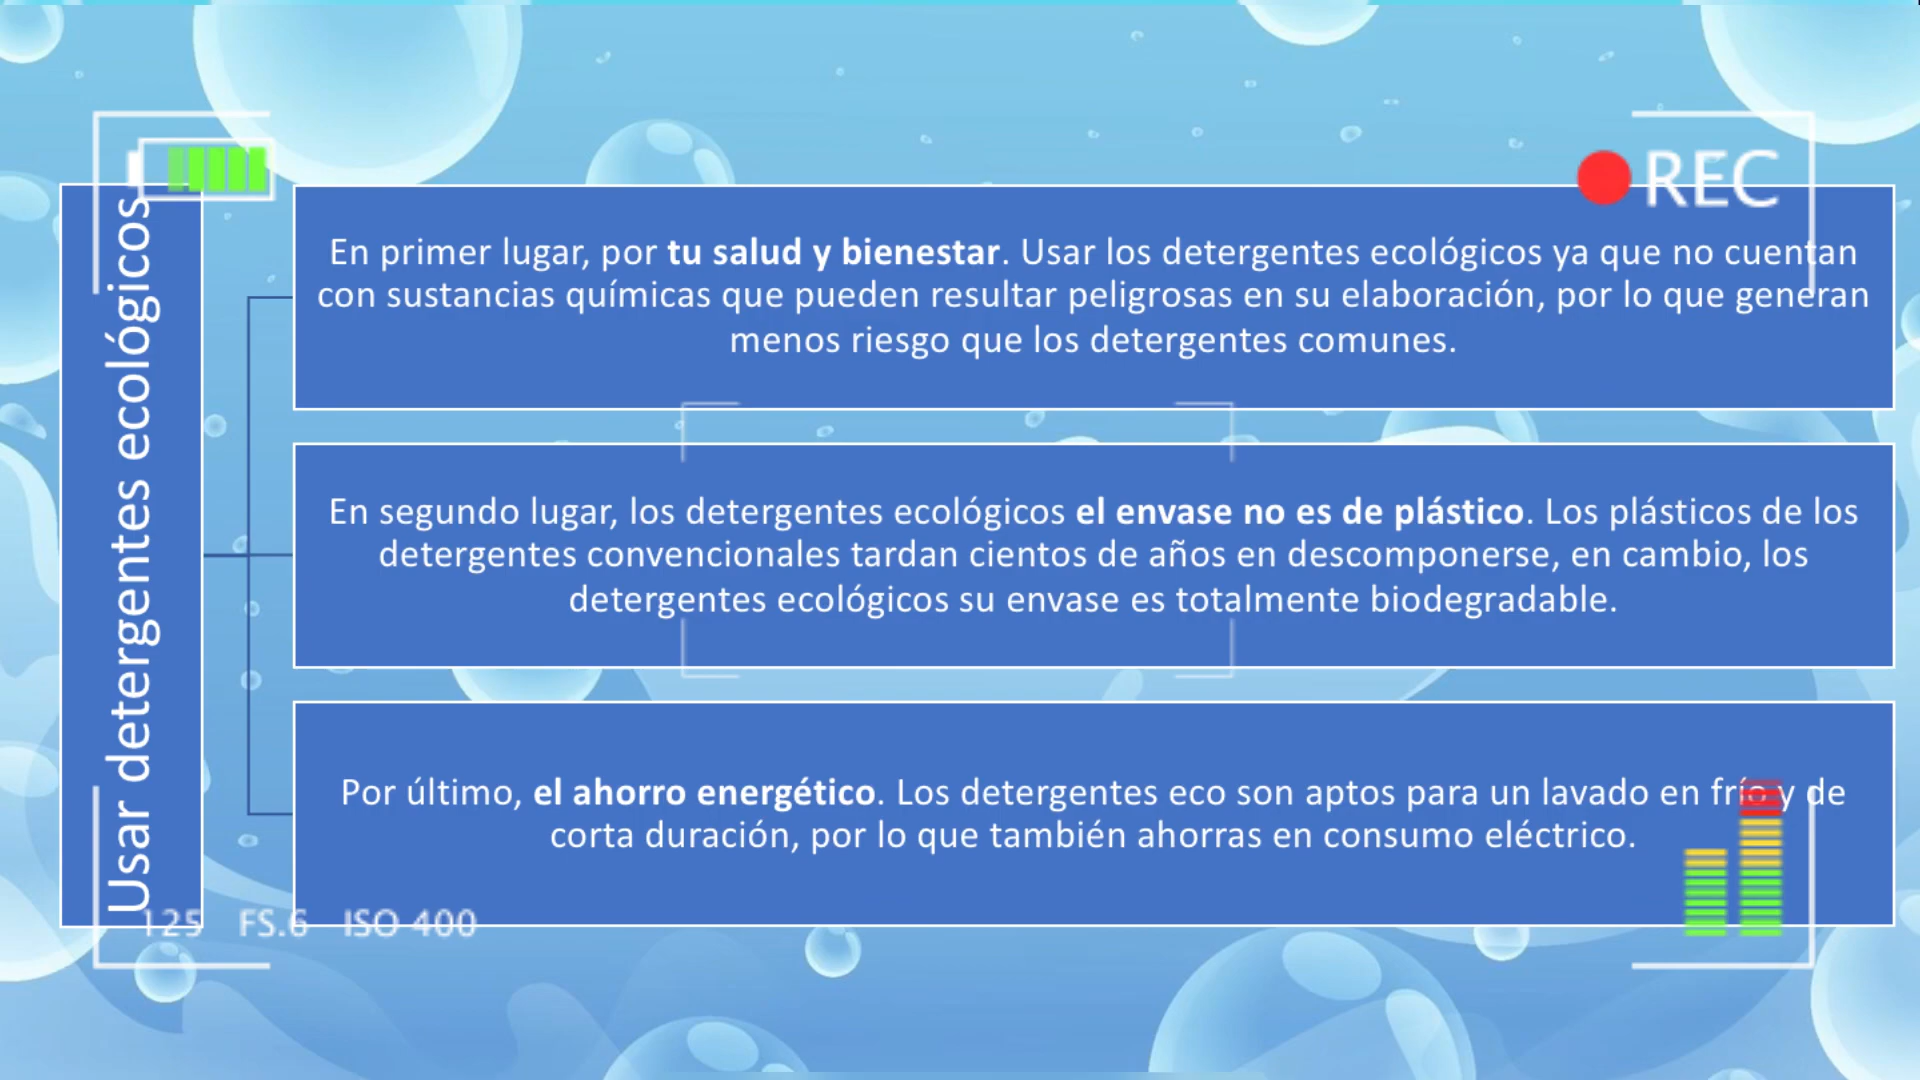 REC
Usar detergentes ecológicos
En primer lugar, por tu salud y bienestar. Usar los detergentes ecológicos ya que no cuentan
con sustancias químicas que pueden resultar peligrosas en su elaboración, por lo que generan
menos riesgo que los detergentes comunes.
En segundo lugar, los detergentes ecológicos el envase no es de plástico. Los plásticos de los
detergentes convencionales tardan cientos de años en descomponerse, en cambio, los
detergentes ecológicos su envase es totalmente biodegradable.
Por último, el ahorro energético. Los detergentes eco son aptos para un lavado en frío y de
corta duración, por lo que también ahorras en consumo eléctrico.
125 FS.6 ISO 400